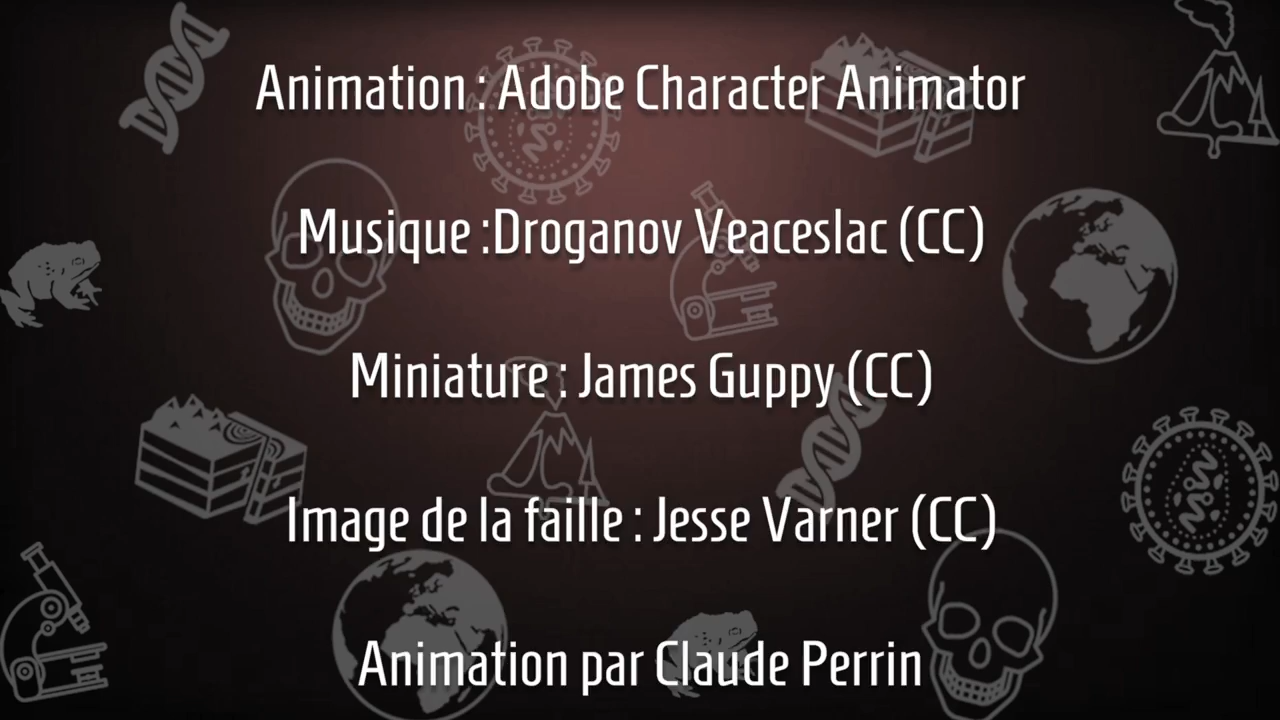 Animation : Adobe Character Animator
Musique :Droganov Veaceslac (CC)
Miniature : James Guppy (CC)
Image de la faille : Jesse Varner (CC)
Animation par Claude Perrin